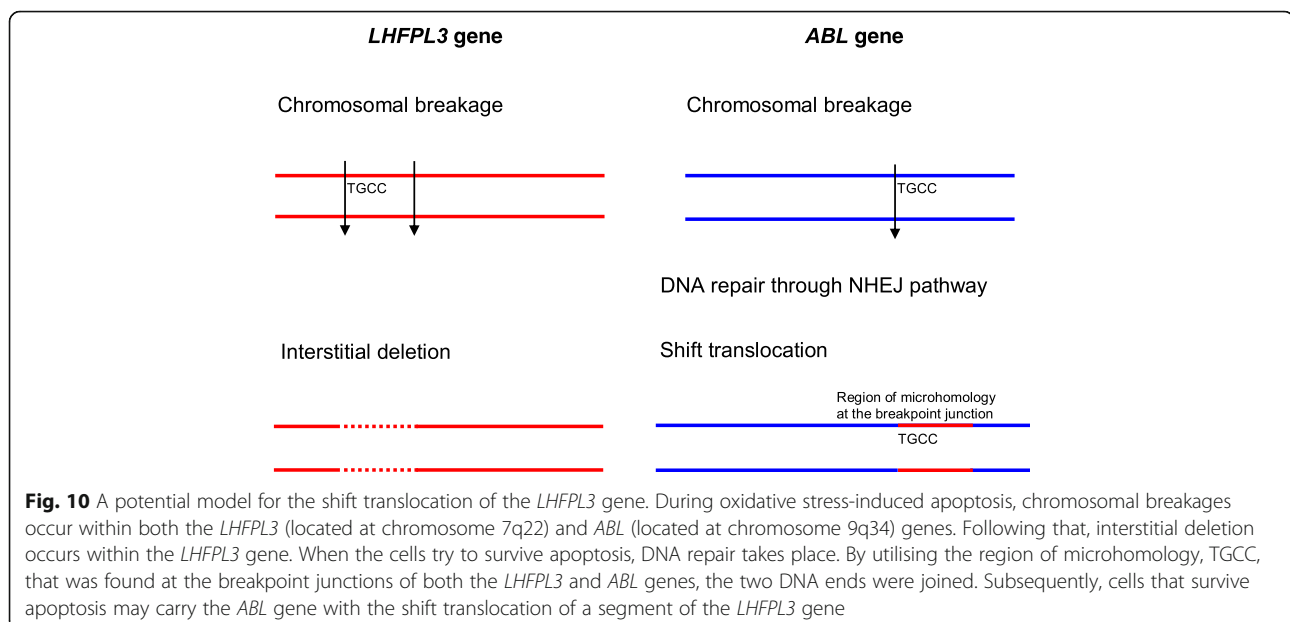 LHFPL3 gene
ABL gene
Chromosomal breakage
Chromosomal breakage
TGCC
TGCC
DNA repair through NHEJ pathway
Interstitial deletion
Shift translocation
Region of microhomology
at the breakpoint junction
TGCC
Fig. 10 A potential model for the shift translocation of the LHFPL3 gene. During oxidative stress-induced apoptosis, chromosomal breakages
occur within both the LHFPL3 (located at chromosome 7q22) and ABL (located at chromosome 9q34) genes. Following that, interstitial deletion
occurs within the LHFPL3 gene. When the cells try to survive apoptosis, DNA repair takes place. By utilising the region of microhomology, TGCC,
that was found at the breakpoint junctions of both the LHFPL3 and ABL genes, the two DNA ends were joined. Subsequently, cells that survive
apoptosis may carry the ABL gene with the shift translocation of a segment of the LHFPL3 gene